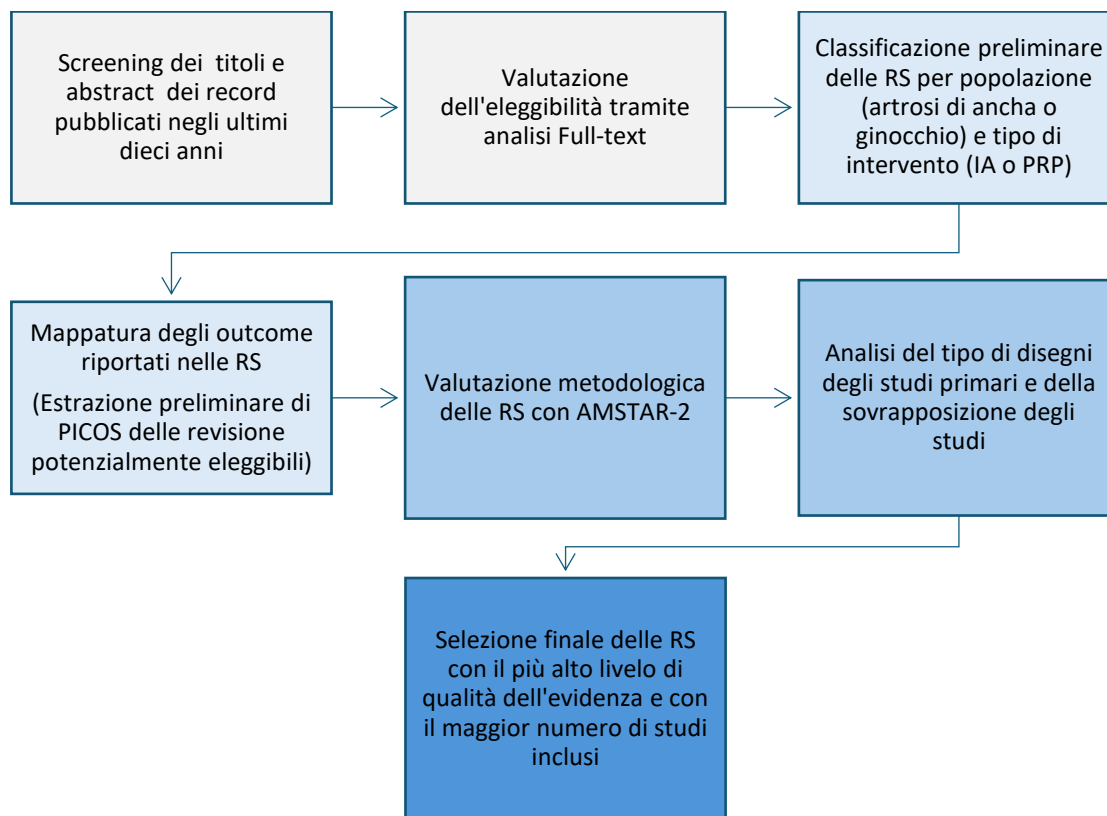 Screening dei titoli e
abstract dei record
pubblicati negli ultimi
dieci anni
Valutazione
dell'eleggibilità tramite
analisi Full-text
Classificazione preliminare
delle RS per popolazione
(artrosi di ancha o
ginocchio) e tipo di
intervento (IA o PRP)
Mappatura degli outcome
riportati nelle RS
(Estrazione preliminare di
PICOS delle revisione
potenzialmente eleggibili)
Valutazione metodologica
delle RS con AMSTAR-2
Analisi del tipo di disegni
degli studi primari e della
sovrapposizione degli
studi
Selezione finale delle RS
con il più alto livelo di
qualità dell'evidenza e con
il maggior numero di studi
inclusi